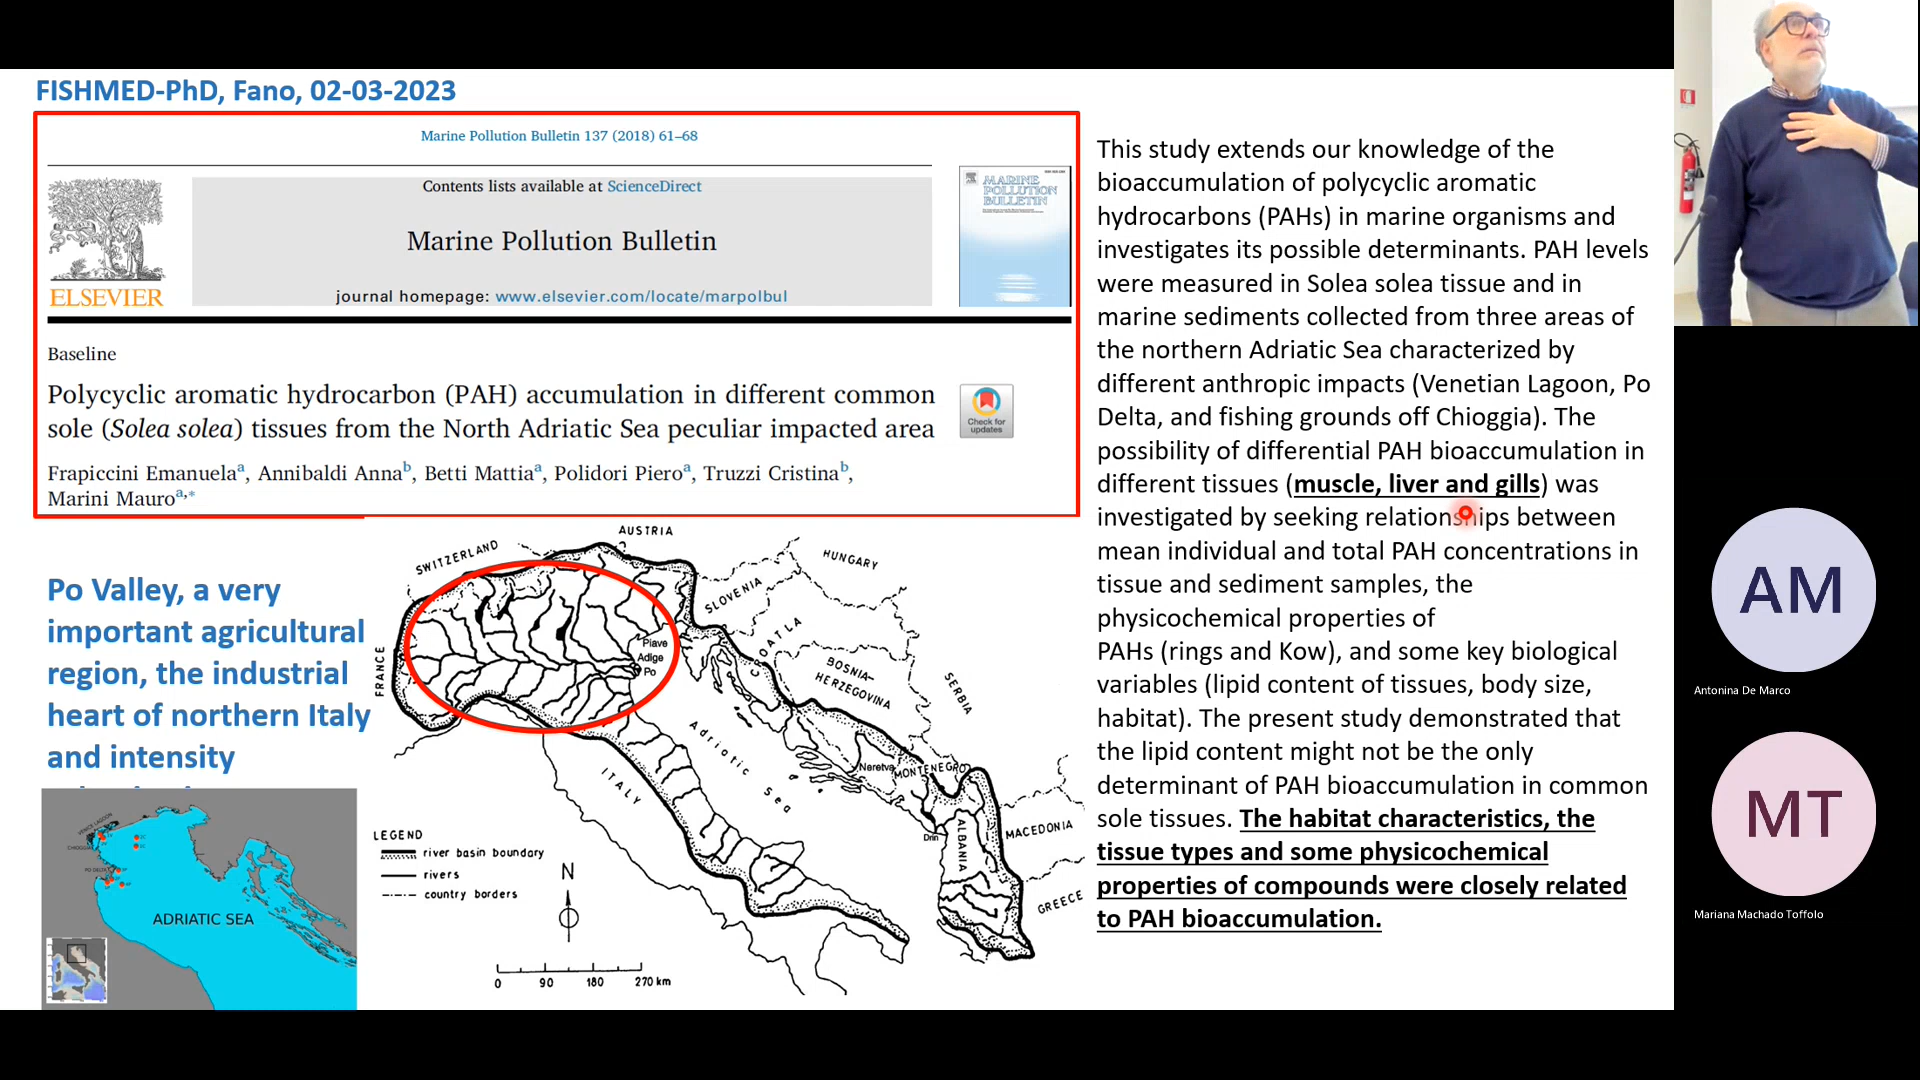 FISHMED-PhD, Fano, 02-03-2023
Marine Pollution Bulletin 137 (2018) 61–68
Contents lists available at ScienceDirect
Marine Pollution Bulletin
journal homepage: www.elsevier.com/locate/marpolbul
ELSEVIER
MARINE
POLLUTION
BULLETIN
Baseline
Polycyclic aromatic hydrocarbon (PAH) accumulation in different common
sole (Solea solea) tissues from the North Adriatic Sea peculiar impacted area
Check for
updates
Frapiccini Emanuelaᵃ, Annibaldi Annaᵇ, Betti Mattiaᵃ, Polidori Pieroᵃ, Truzzi Cristinaᵇ,
Marini Mauroᵃ,*
Po Valley, a very
important agricultural
region, the industrial
heart of northern Italy
and intensity
ADRIATIC SEA
VENICE LAGOON
CHIOGGIA
PO DELTA
AUSTRIA
SWITZERLAND
HUNGARY
SLOVENIA
CROATLA
FRANCE
Piave
Adige
Po
BOSNIA-
HERZEGOVINA
SERBIA
Adriatic Sea
ITALY
Neretva
MONTENEGRO
Drin
ALBANIA
MACEDONIA
GREECE
LEGEND
river basin boundary
rivers
country borders
N
0 90 180 270 km
This study extends our knowledge of the
bioaccumulation of polycyclic aromatic
hydrocarbons (PAHs) in marine organisms and
investigates its possible determinants. PAH levels
were measured in Solea solea tissue and in
marine sediments collected from three areas of
the northern Adriatic Sea characterized by
different anthropic impacts (Venetian Lagoon, Po
Delta, and fishing grounds off Chioggia). The
possibility of differential PAH bioaccumulation in
different tissues (muscle, liver and gills) was
investigated by seeking relationships between
mean individual and total PAH concentrations in
tissue and sediment samples, the
physicochemical properties of
PAHs (rings and Kow), and some key biological
variables (lipid content of tissues, body size,
habitat). The present study demonstrated that
the lipid content might not be the only
determinant of PAH bioaccumulation in common
sole tissues. The habitat characteristics, the
tissue types and some physicochemical
properties of compounds were closely related
to PAH bioaccumulation.
AM
Antonina De Marco
MT
Mariana Machado Toffolo